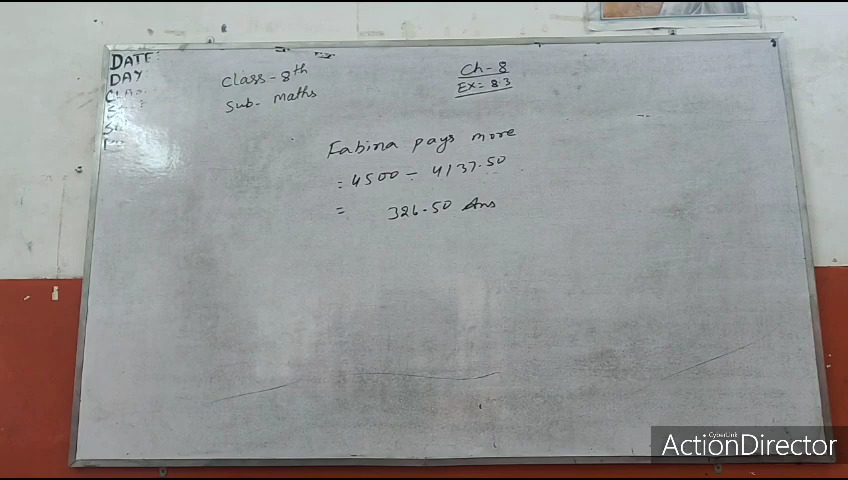 DATE:
DAY
Class - 8th
Sub - maths
Ch - 8
Ex = 8.3
Fabina pays more
= 4500 - 4137.50
= 326.50 Ans
CyberLink
ActionDirector